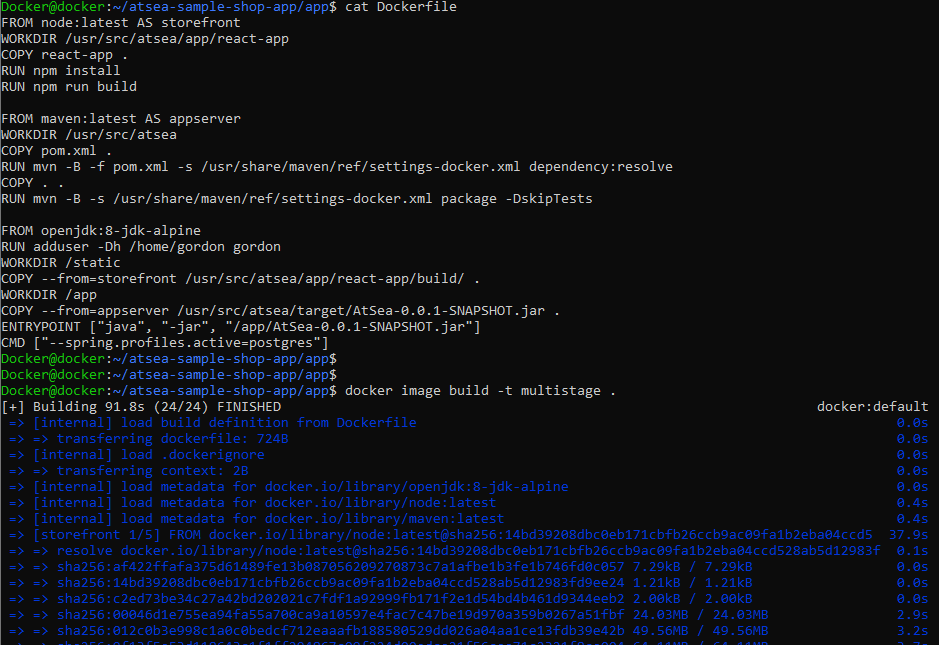 Docker@docker:~/atsea-sample-shop-app/app$ cat Dockerfile
FROM node:latest AS storefront
WORKDIR /usr/src/atsea/app/react-app
COPY react-app .
RUN npm install
RUN npm run build

FROM maven:latest AS appserver
WORKDIR /usr/src/atsea
COPY pom.xml .
RUN mvn -B -f pom.xml -s /usr/share/maven/ref/settings-docker.xml dependency:resolve
COPY . .
RUN mvn -B -s /usr/share/maven/ref/settings-docker.xml package -DskipTests

FROM openjdk:8-jdk-alpine
RUN adduser -Dh /home/gordon gordon
WORKDIR /static
COPY --from=storefront /usr/src/atsea/app/react-app/build/ .
WORKDIR /app
COPY --from=appserver /usr/src/atsea/target/AtSea-0.0.1-SNAPSHOT.jar .
ENTRYPOINT ["java", "-jar", "/app/AtSea-0.0.1-SNAPSHOT.jar"]
CMD ["--spring.profiles.active=postgres"]
Docker@docker:~/atsea-sample-shop-app/app$
Docker@docker:~/atsea-sample-shop-app/app$
Docker@docker:~/atsea-sample-shop-app/app$ docker image build -t multistage .
[+] Building 91.8s (24/24) FINISHED docker:default
=> [internal] load build definition from Dockerfile 0.0s
=> => transferring dockerfile: 724B 0.0s
=> [internal] load .dockerignore 0.0s
=> => transferring context: 2B 0.0s
=> [internal] load metadata for docker.io/library/openjdk:8-jdk-alpine 0.0s
=> [internal] load metadata for docker.io/library/node:latest 0.4s
=> [internal] load metadata for docker.io/library/maven:latest 0.4s
=> [storefront 1/5] FROM docker.io/library/node:latest@sha256:14bd39208dbc0eb171cbfb26ccb9ac09fa1b2eba04ccd5 37.9s
=> => resolve docker.io/library/node:latest@sha256:14bd39208dbc0eb171cbfb26ccb9ac09fa1b2eba04ccd528ab5d12983f 0.1s
=> => sha256:af422ffafa375d61489fe13b087056209270873c7a1afbe1b3fe1b746fd0c057 7.29kB / 7.29kB 0.0s
=> => sha256:14bd39208dbc0eb171cbfb26ccb9ac09fa1b2eba04ccd528ab5d12983fd9ee24 1.21kB / 1.21kB 0.0s
=> => sha256:c2ed73be34c27a42bd202021c7fdf1a92999fb171f2e1d54bd4b461d9344eeb2 2.00kB / 2.00kB 0.0s
=> => sha256:00046d1e755ea94fa55a700ca9a10597e4fac7c47be19d970a359b0267a51fbf 24.03MB / 24.03MB 2.9s
=> => sha256:012c0b3e998c1a0c0bedcf712eaaafb188580529dd026a04aa1ce13fdb39e42b 49.56MB / 49.56MB 3.2s